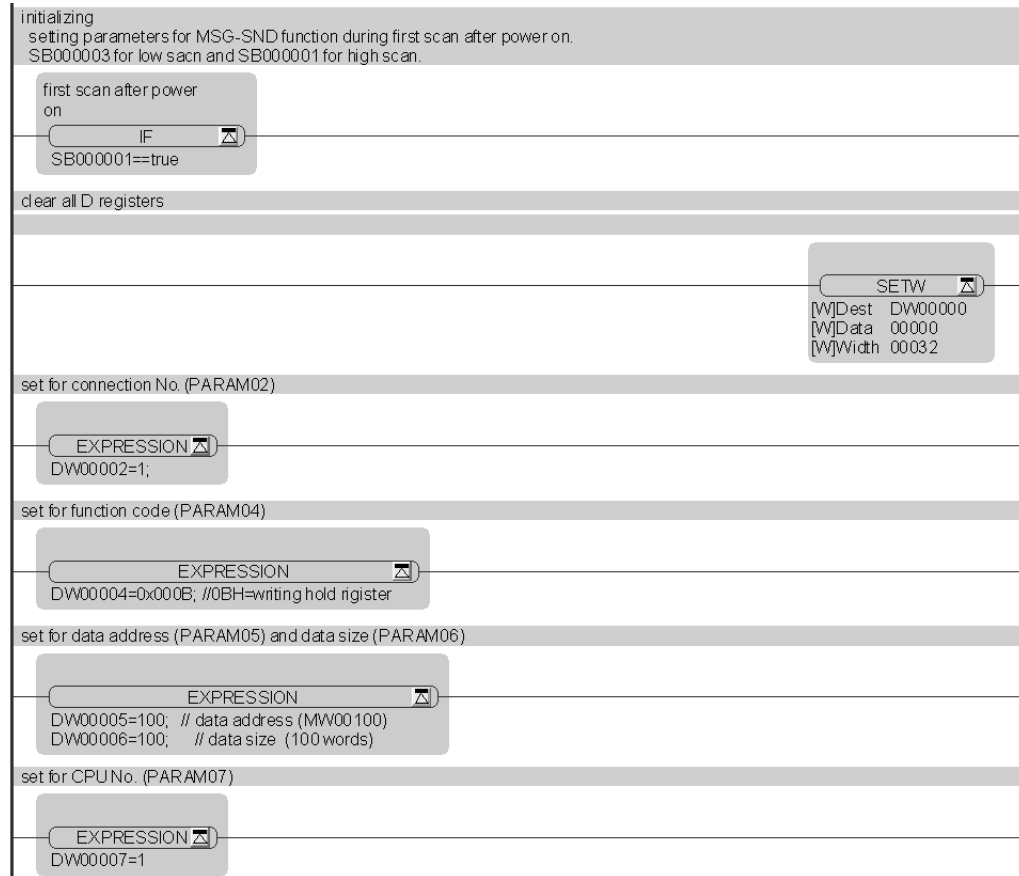 initializing
setting parameters for MSG-SND function during first scan after power on.
SB000003 for low sacn and SB000001 for high scan.
first scan after power
on
IF
SB000001==true
clear all D registers
SETW
[W]Dest DW00000
[W]Data 00000
[W]Width 00032
set for connection No. (PARAM02)
EXPRESSION
DW00002=1;
set for function code (PARAM04)
EXPRESSION
DW00004=0x000B; //0BH=writing hold rigister
set for data address (PARAM05) and data size (PARAM06)
EXPRESSION
DW00005=100; // data address (MW00100)
DW00006=100; // data size (100 words)
set for CPU No. (PARAM07)
EXPRESSION
DW00007=1